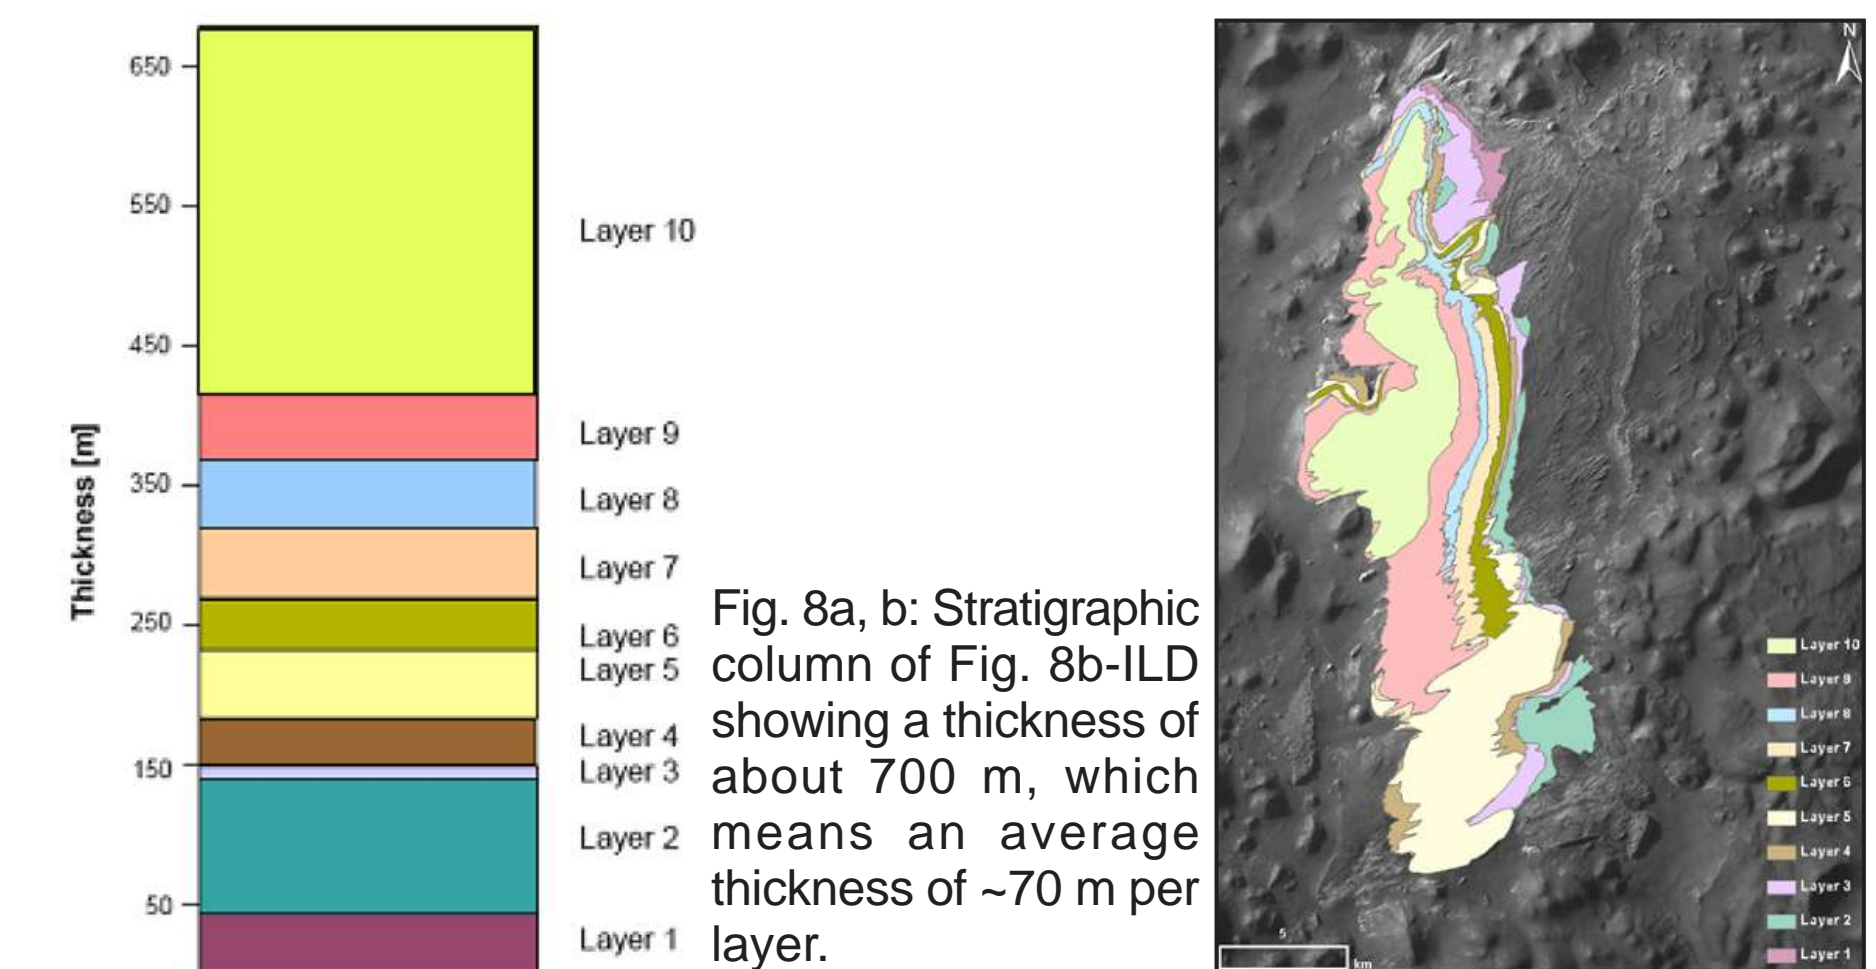 650
550
450
350
250
150
50
Thickness [m]
Layer 10
Layer 9
Layer 8
Layer 7
Layer 6
Layer 5
Layer 4
Layer 3
Layer 2
Layer 1
Fig. 8a, b: Stratigraphic
column of Fig. 8b-ILD
showing a thickness of
about 700 m, which
means an average
thickness of ~70 m per
layer.
N
Layer 10
Layer 9
Layer 8
Layer 7
Layer 6
Layer 5
Layer 4
Layer 3
Layer 2
Layer 1
5
km